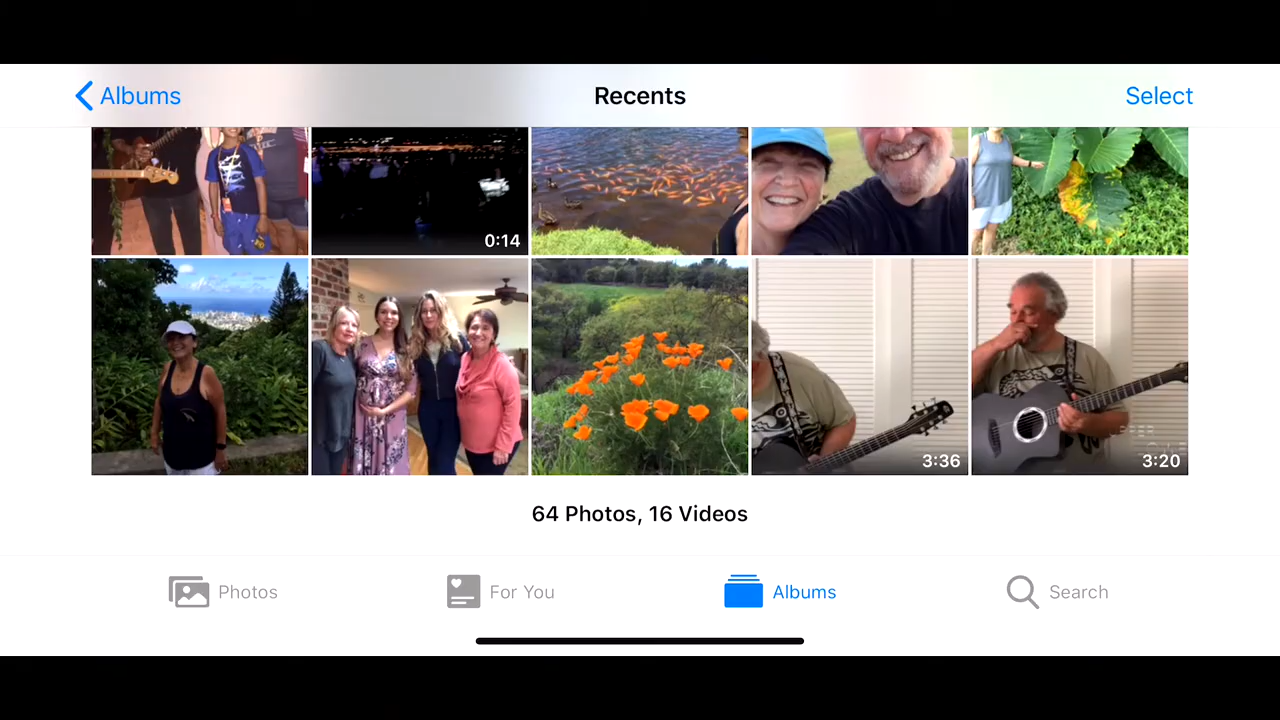 Albums
Recents
Select
0:14
3:36
3:20
64 Photos, 16 Videos
Photos
For You
Albums
Search